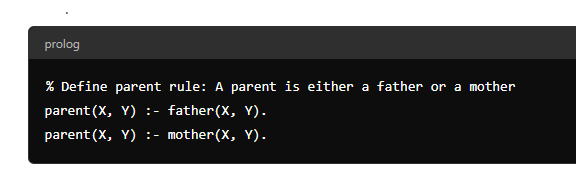 prolog
% Define parent rule: A parent is either a father or a mother
parent(X, Y) :- father(X, Y).
parent(X, Y) :- mother(X, Y).